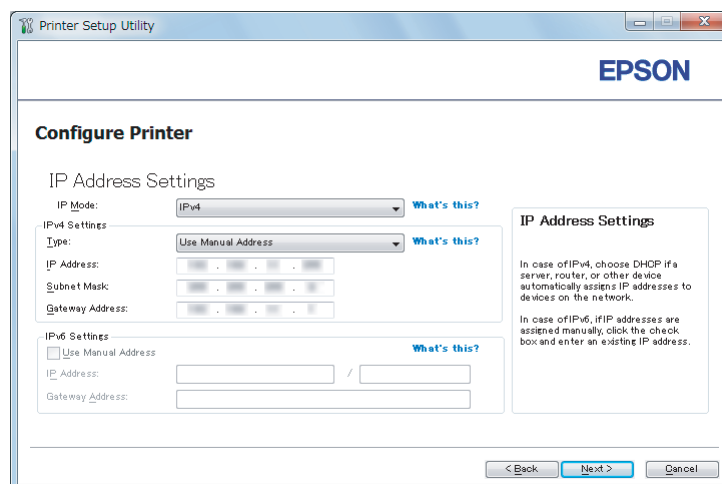 Printer Setup Utility
EPSON
Configure Printer
IP Address Settings
IP Mode: IPv4 What's this?
IPv4 Settings
Type: Use Manual Address What's this?
IP Address:
Subnet Mask:
Gateway Address:
IPv6 Settings
Use Manual Address What's this?
IP Address: /
Gateway Address:
IP Address Settings
In case of IPv4, choose DHCP if a
server, router, or other device
automatically assigns IP addresses to
devices on the network.
In case of IPv6, if IP addresses are
assigned manually, click the check
box and enter an existing IP address.
< Back Next > Cancel